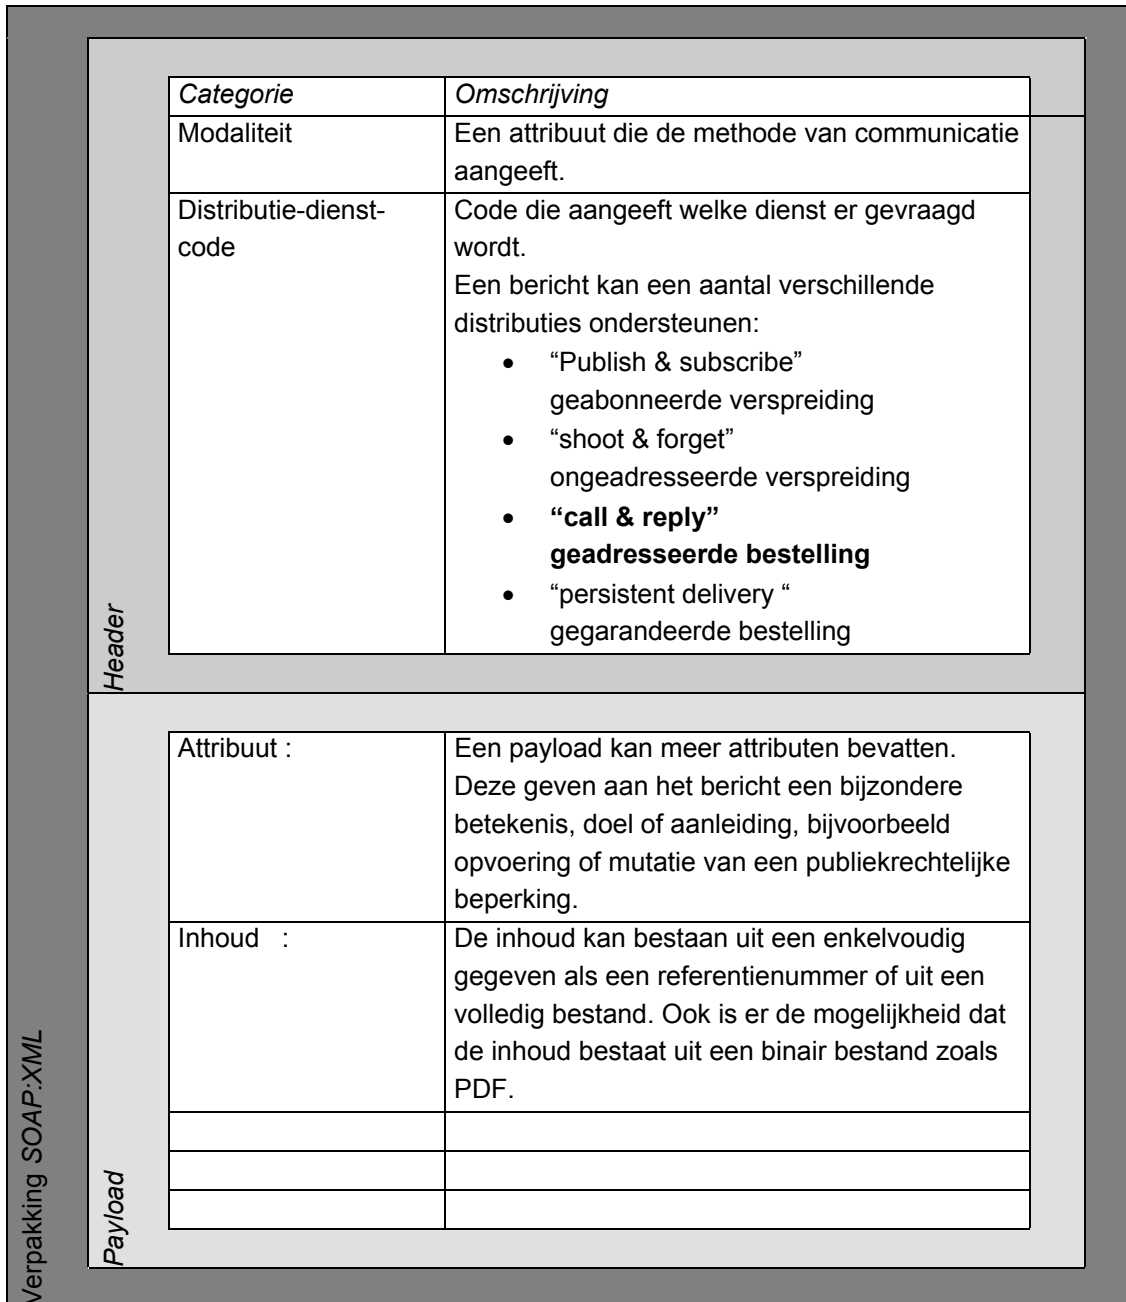 Categorie Omschrijving
Modaliteit Een attribuut die de methode van communicatie
aangeeft.
Distributie-dienst- Code die aangeeft welke dienst er gevraagd
code wordt.
Een bericht kan een aantal verschillende
distributies ondersteunen:
• “Publish & subscribe”
geabonneerde verspreiding
• “shoot & forget”
ongeadresseerde verspreiding
• “call & reply”
geadresseerde bestelling
• “persistent delivery “
gegarandeerde bestelling
Header
Attribuut : Een payload kan meer attributen bevatten.
Deze geven aan het bericht een bijzondere
betekenis, doel of aanleiding, bijvoorbeeld
opvoering of mutatie van een publiekrechtelijke
beperking.
Inhoud : De inhoud kan bestaan uit een enkelvoudig
gegeven als een referentienummer of uit een
volledig bestand. Ook is er de mogelijkheid dat
de inhoud bestaat uit een binair bestand zoals
PDF.
Payload
Verpakking SOAP:XML